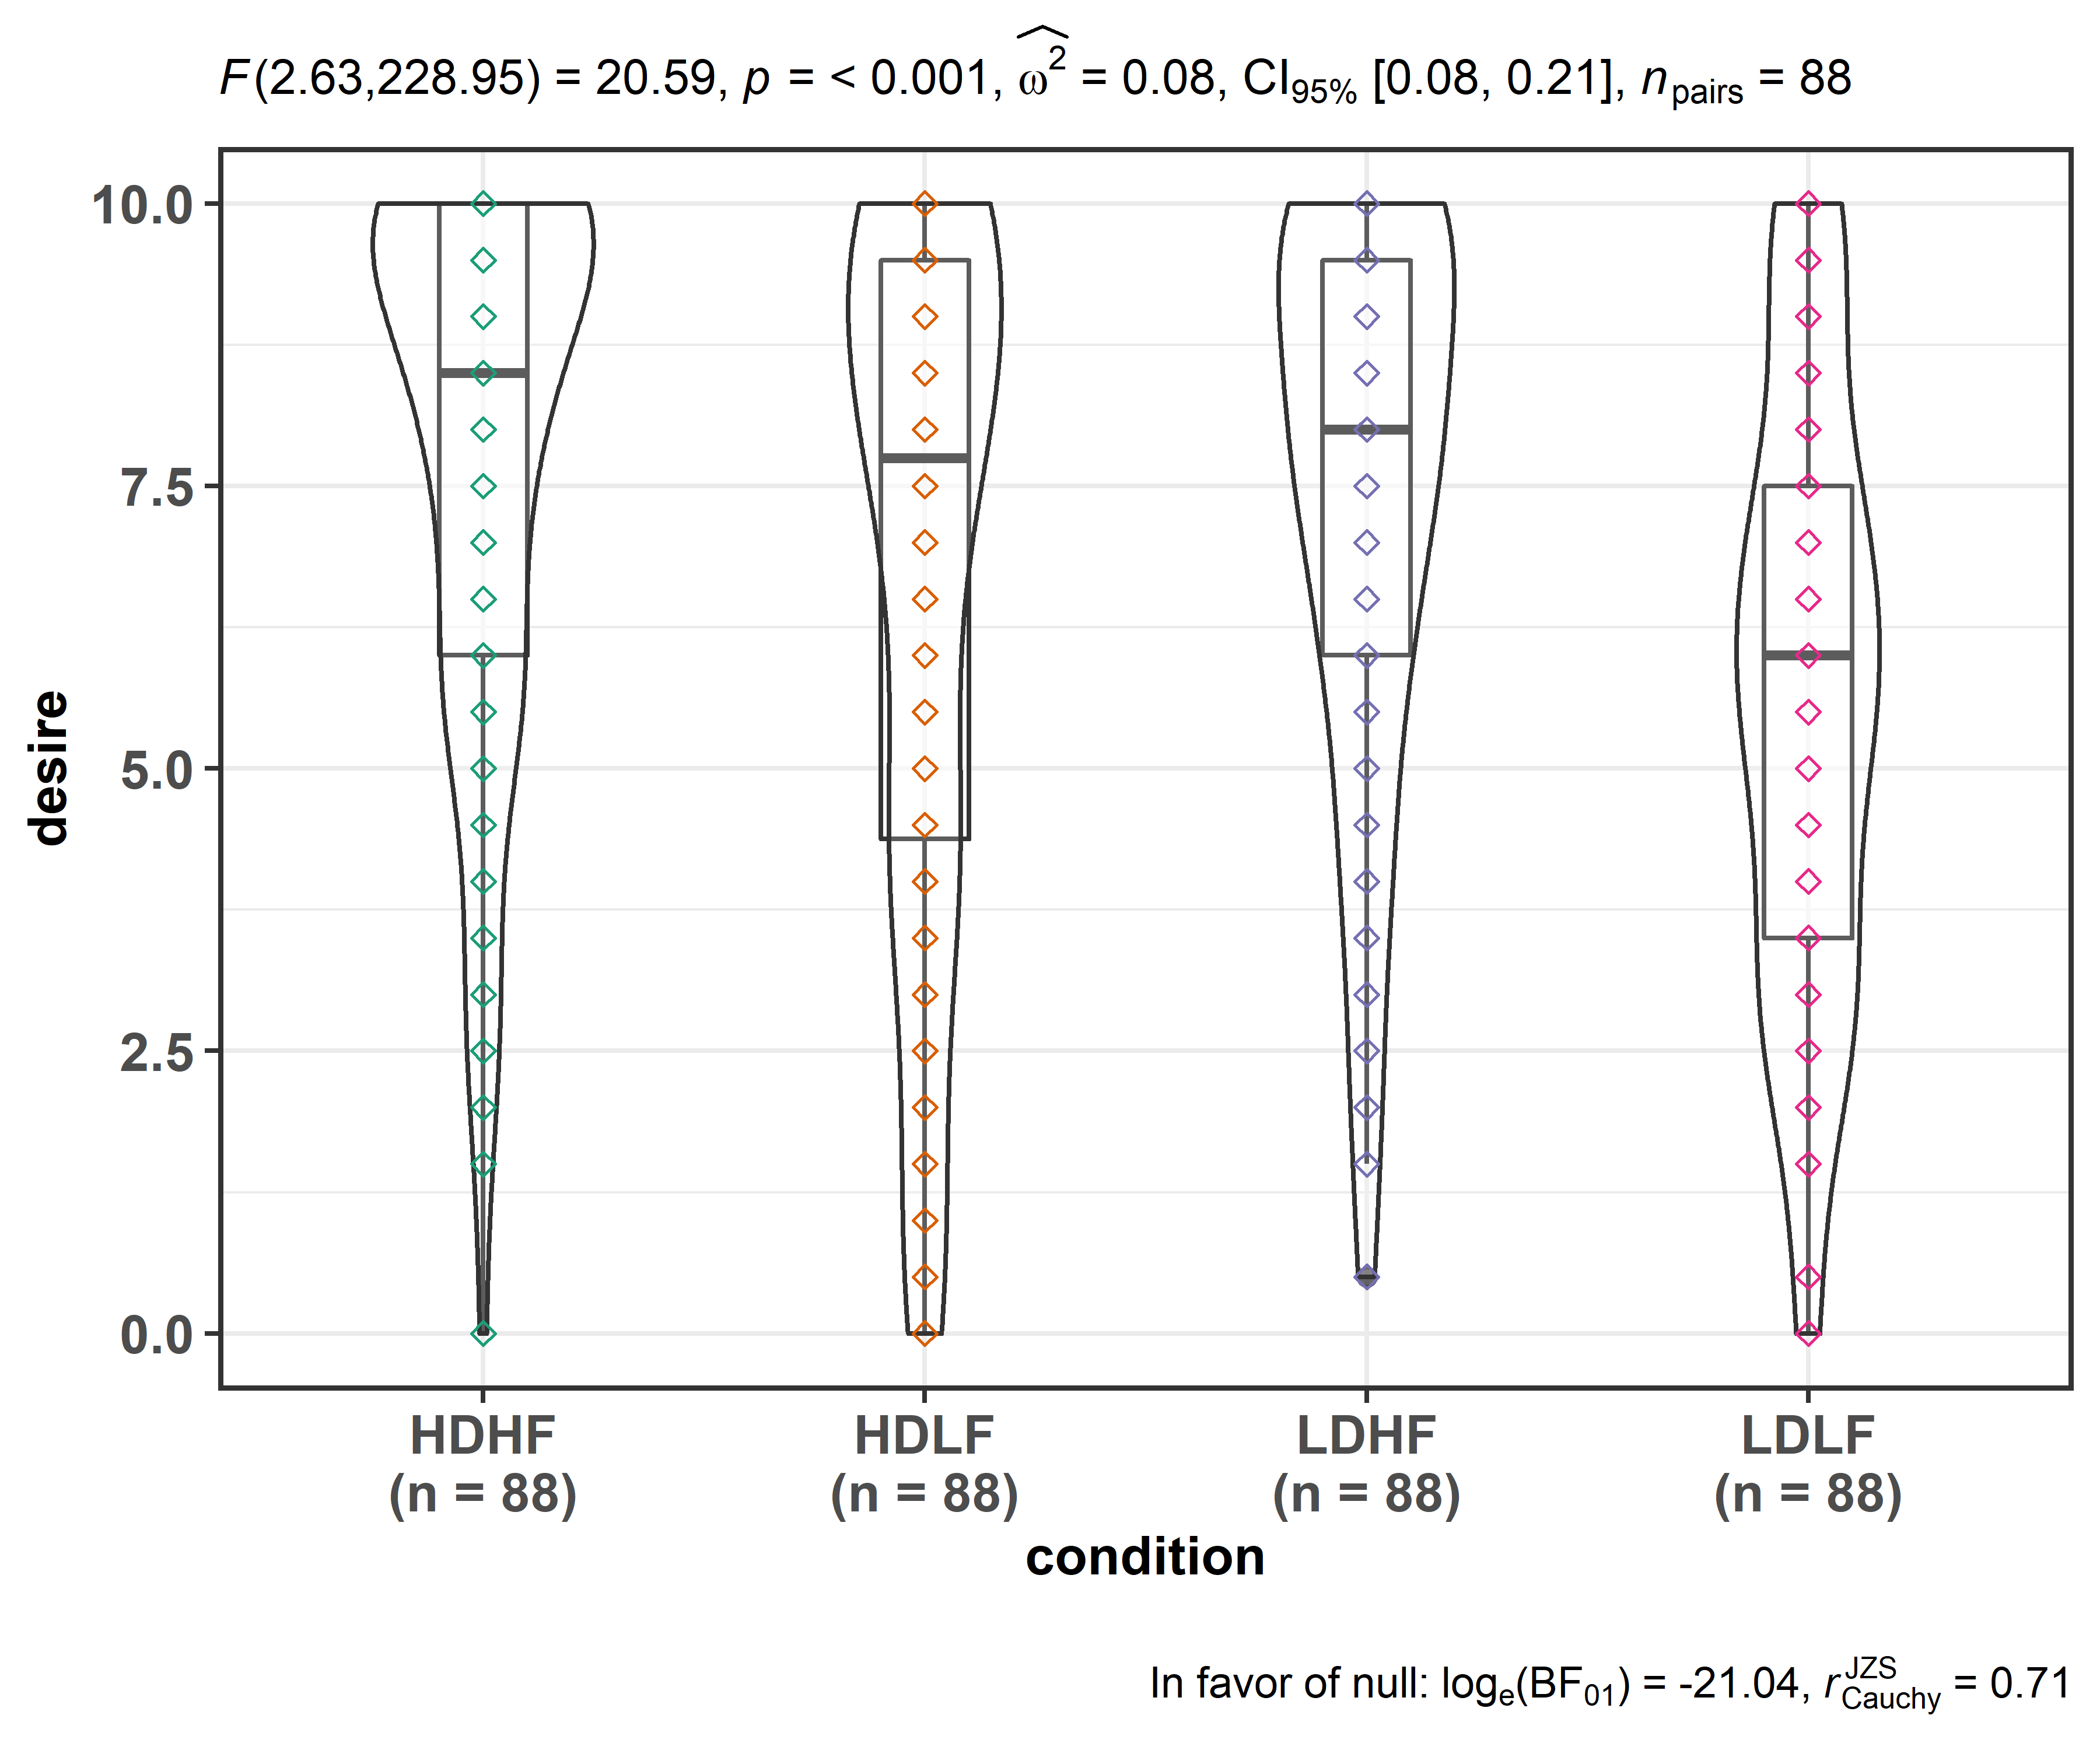 F(2.63,228.95) = 20.59, p = < 0.001, ω̂² = 0.08, CI95% [0.08, 0.21], npairs = 88
10.0
7.5
5.0
2.5
0.0
desire
HDHF
(n = 88)
HDLF
(n = 88)
LDHF
(n = 88)
LDLF
(n = 88)
condition
In favor of null: loge(BF01) = -21.04, rCauchyJZS = 0.71